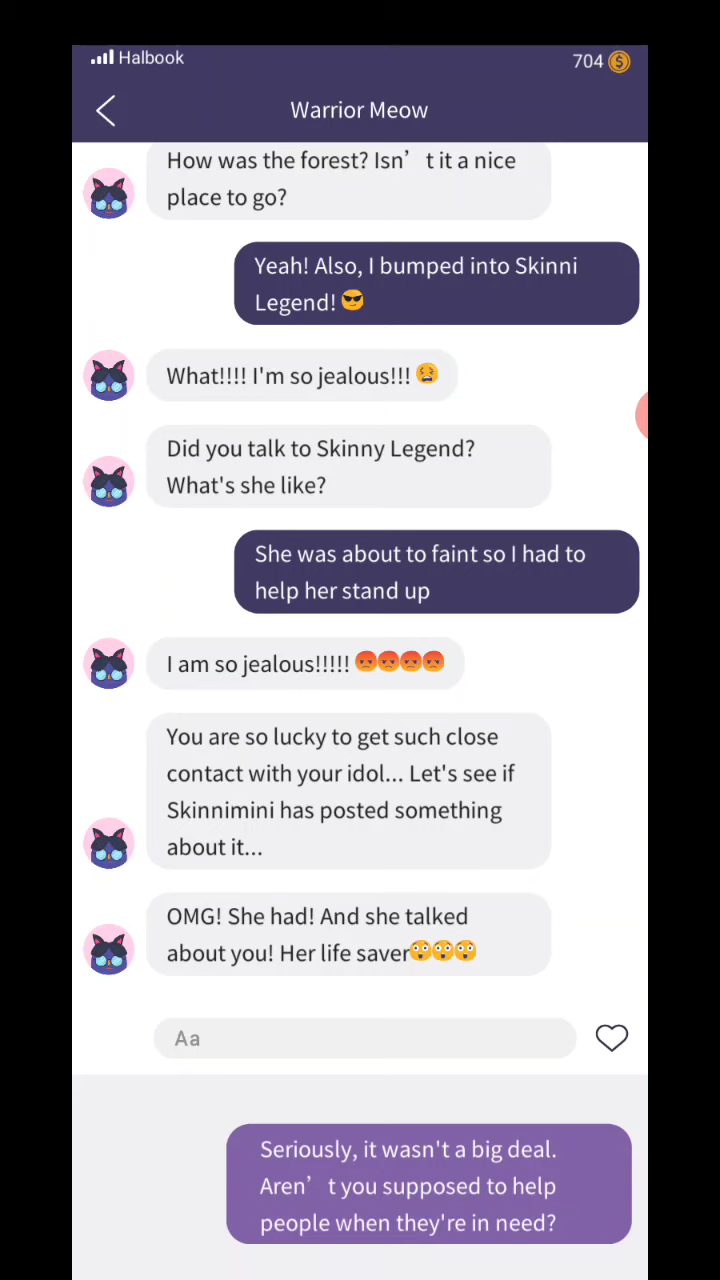 Halbook
704
Warrior Meow
How was the forest? Isn’t it a nice
place to go?
Yeah! Also, I bumped into Skinni
Legend! 😎
What!!!! I'm so jealous!!! 😫
Did you talk to Skinny Legend?
What's she like?
She was about to faint so I had to
help her stand up
I am so jealous!!!!! 😡😡😡😡
You are so lucky to get such close
contact with your idol... Let's see if
Skinnimini has posted something
about it...
OMG! She had! And she talked
about you! Her life saver😳😳😳
Aa
Seriously, it wasn't a big deal.
Aren’t you supposed to help
people when they're in need?